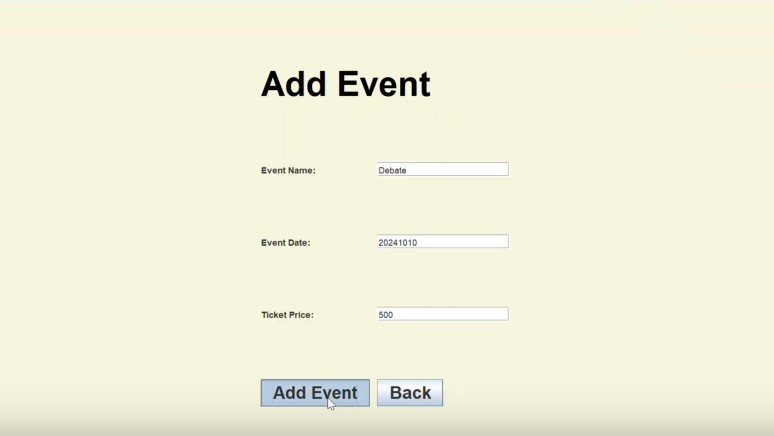 Add Event
Event Name: Debate
Event Date: 20241010
Ticket Price: 500
Add Event Back